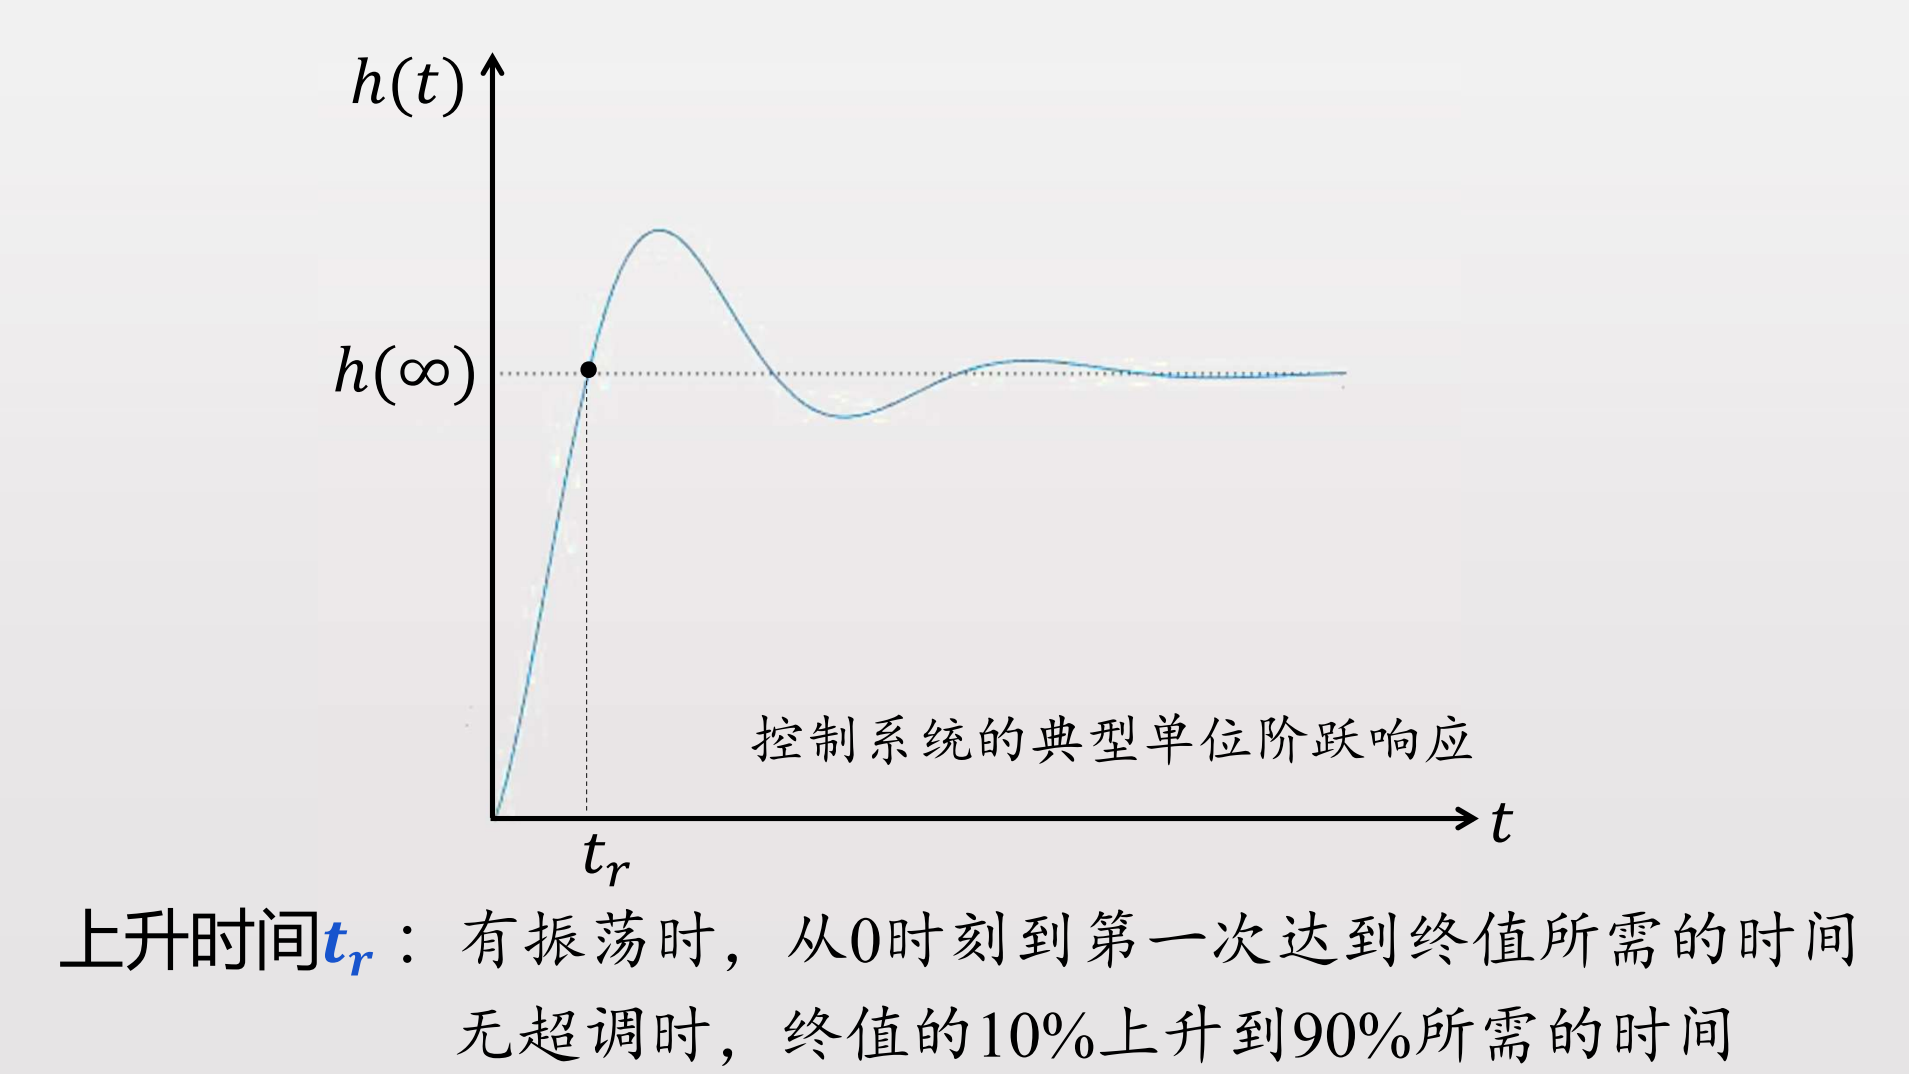 h(t)
h(∞)
控制系统的典型单位阶跃响应
t
t_r
上升时间t_r：有振荡时，从0时刻到第一次达到终值所需的时间
无超调时，终值的10%上升到90%所需的时间